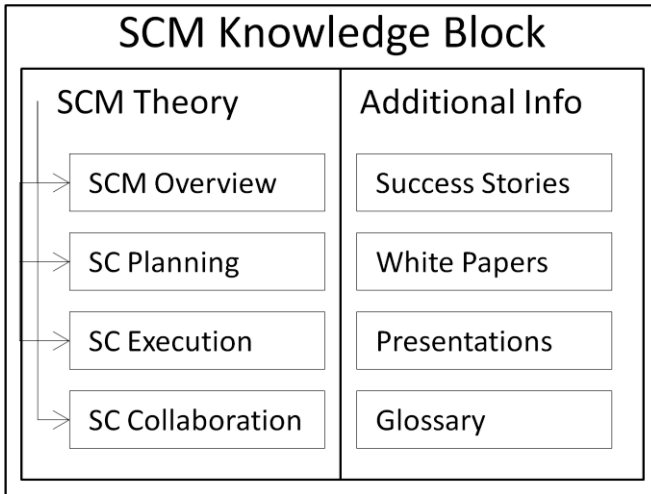 SCM Knowledge Block
SCM Theory
SCM Overview
SC Planning
SC Execution
SC Collaboration
Additional Info
Success Stories
White Papers
Presentations
Glossary